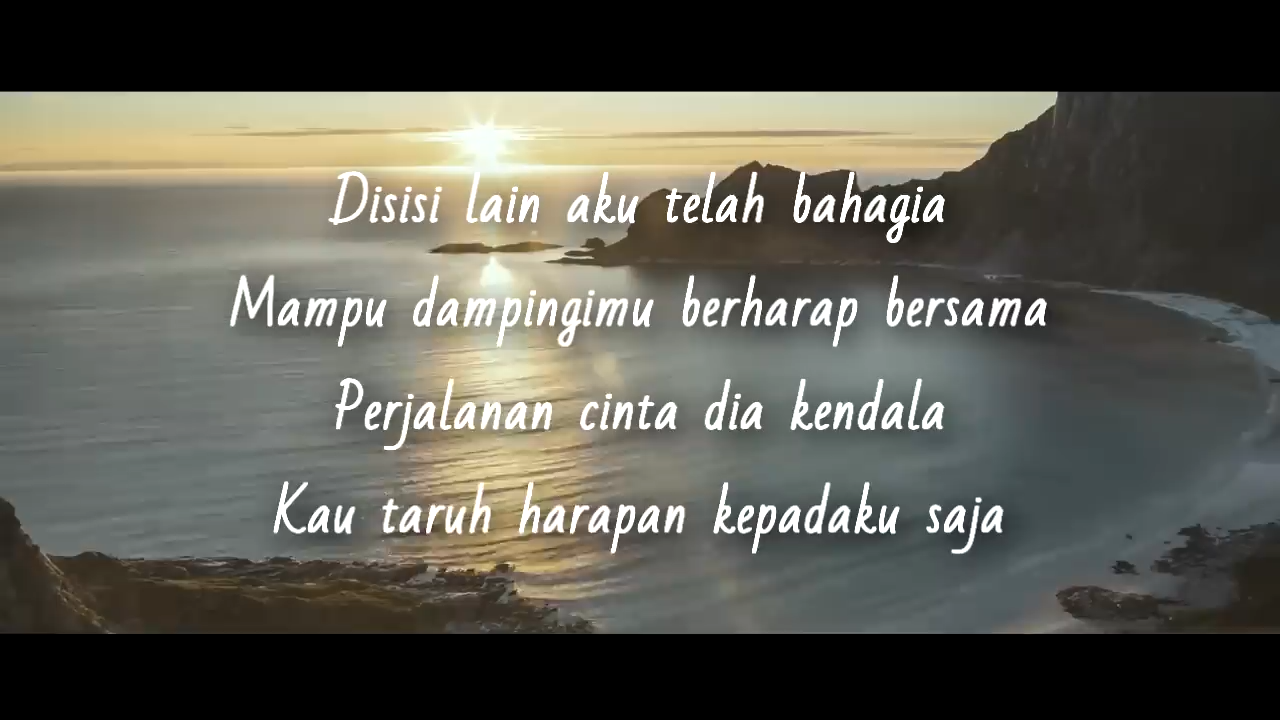 Disisi lain aku telah bahagia
Mampu dampingimu berharap bersama
Perjalanan cinta dia kendala
Kau taruh harapan kepadaku saja